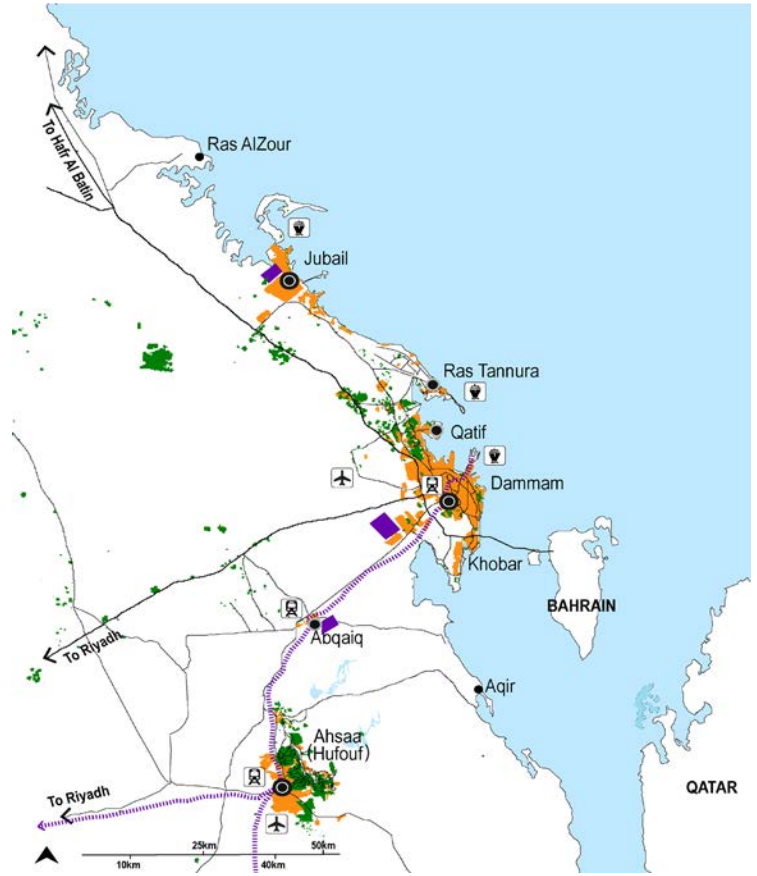 To Hafr Al Batin
Ras AlZour
Jubail
Ras Tannura
Qatif
Dammam
Khobar
BAHRAIN
To Riyadh
Abqaiq
Aqir
Ahsaa
(Hufouf)
To Riyadh
QATAR
25km
50km
10km
40km